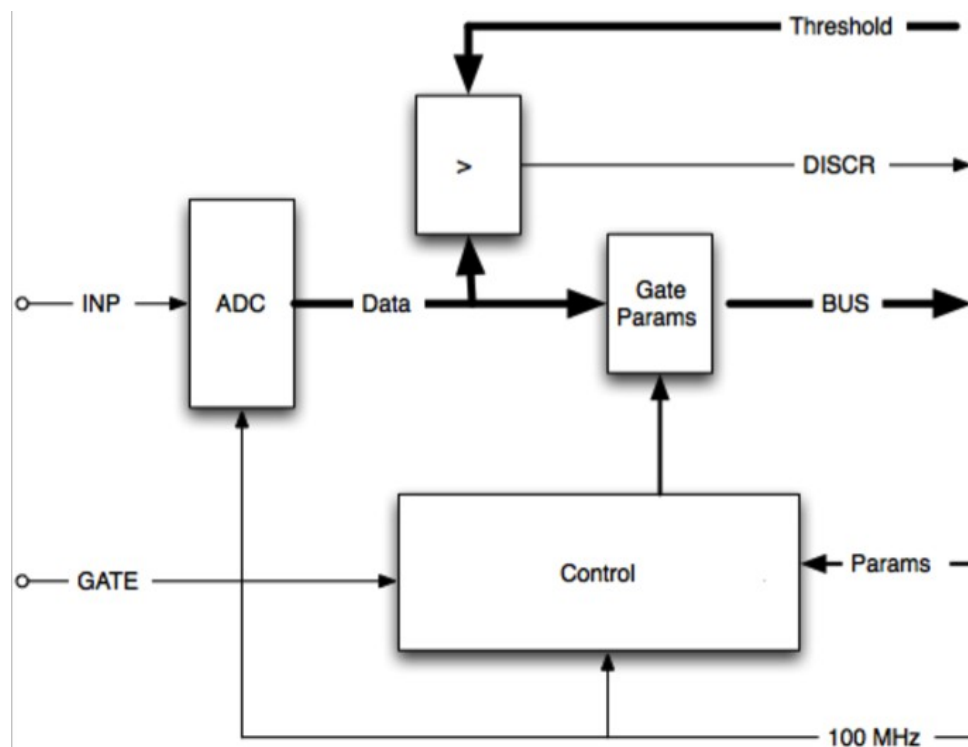 Threshold
>
DISCR
INP
ADC
Data
Gate
Params
BUS
GATE
Control
Params
100 MHz